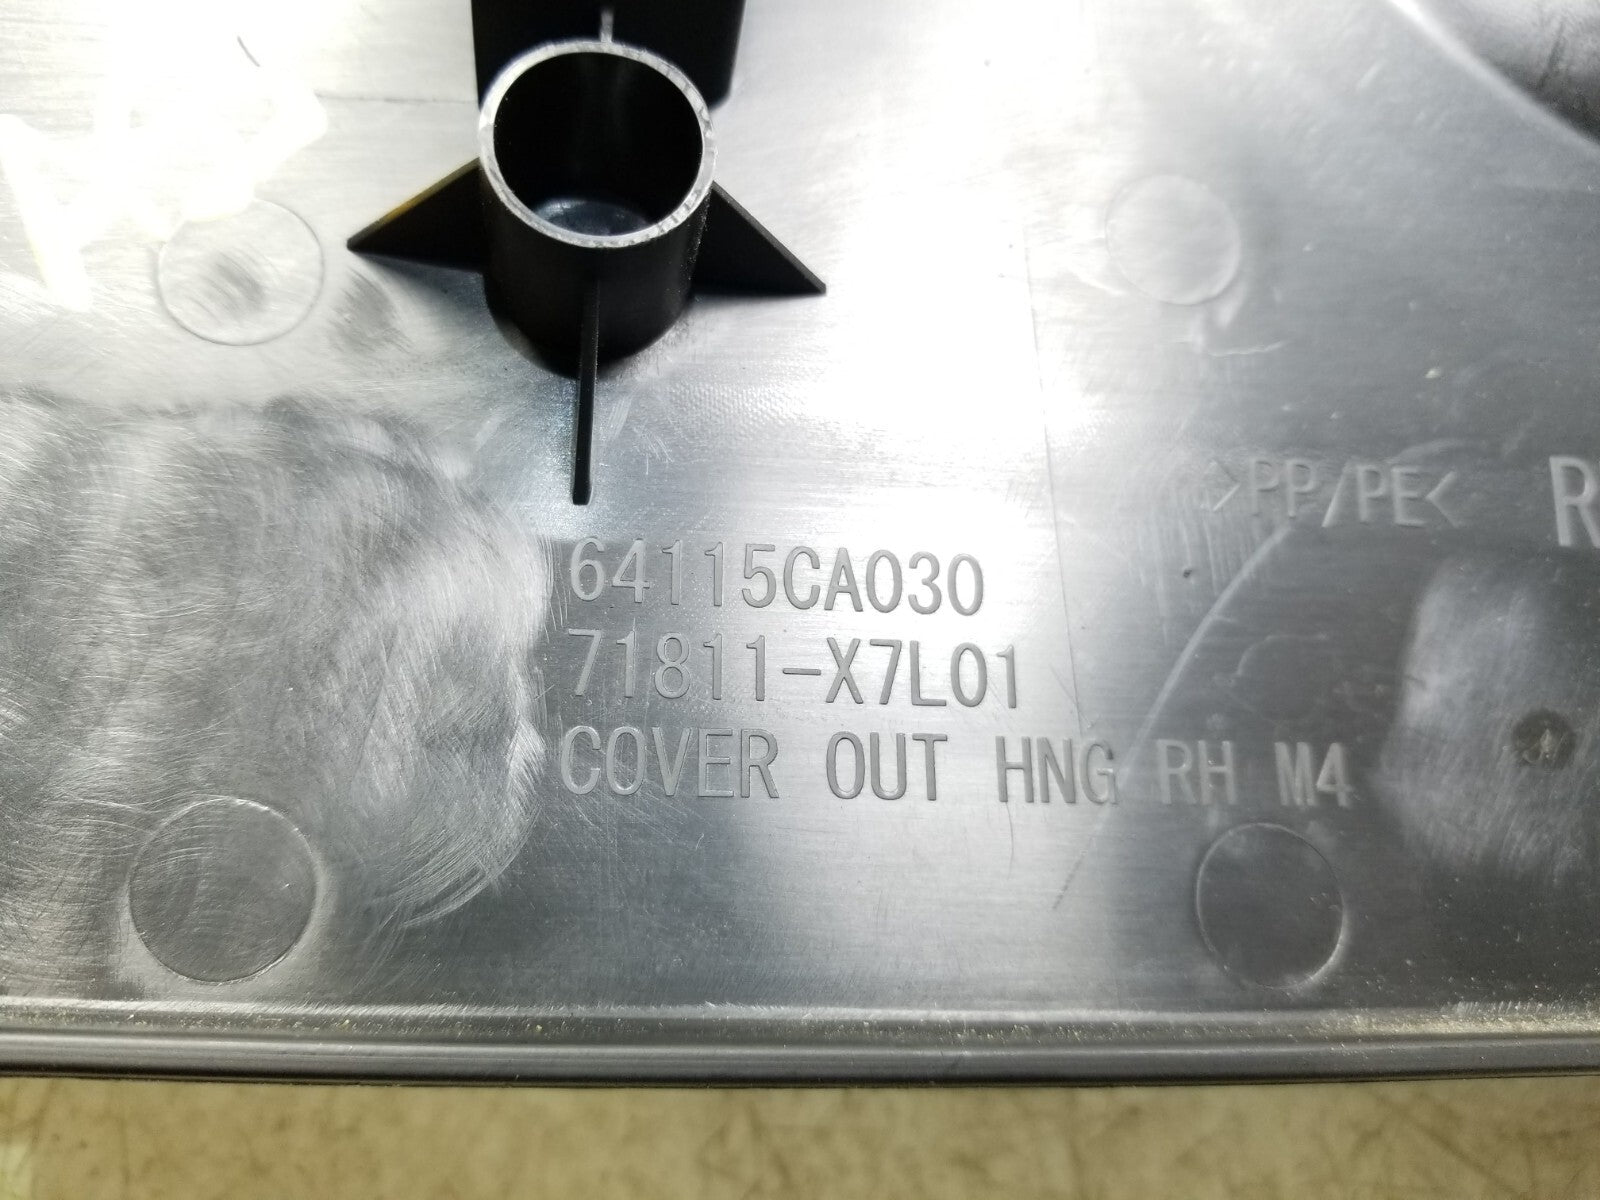 >PP/PE<
R
64115CA030
71811-X7L01
COVER OUT HNG RH M4